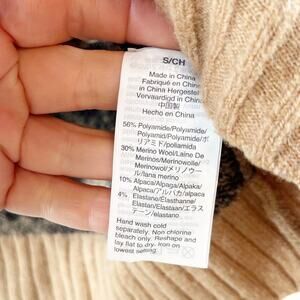 S/CH
Made in China
Fabriqué en Chine
In China Hergestellt
Vervaardigd in China
中国製
Hecho en China
56% Polyamide/Polyamide/
Polyamid/Polyamide/ポ
リアミド/poliamida
30% Merino Wool/Laine De
Merinos/Merinowolle/
Merinowol/メリノウー
ル/lana merino
10% Alpaca/Alpaga/Alpaka/
Alpaca/アルパカ/alpaca
4% Elastane/Elasthanne/
Elastan/Elastaan/エラス
テーン/elastano
Hand wash cold
separately. Non chlorine
bleach only. Reshape and
lay flat to dry. Iron on
lowest setting.